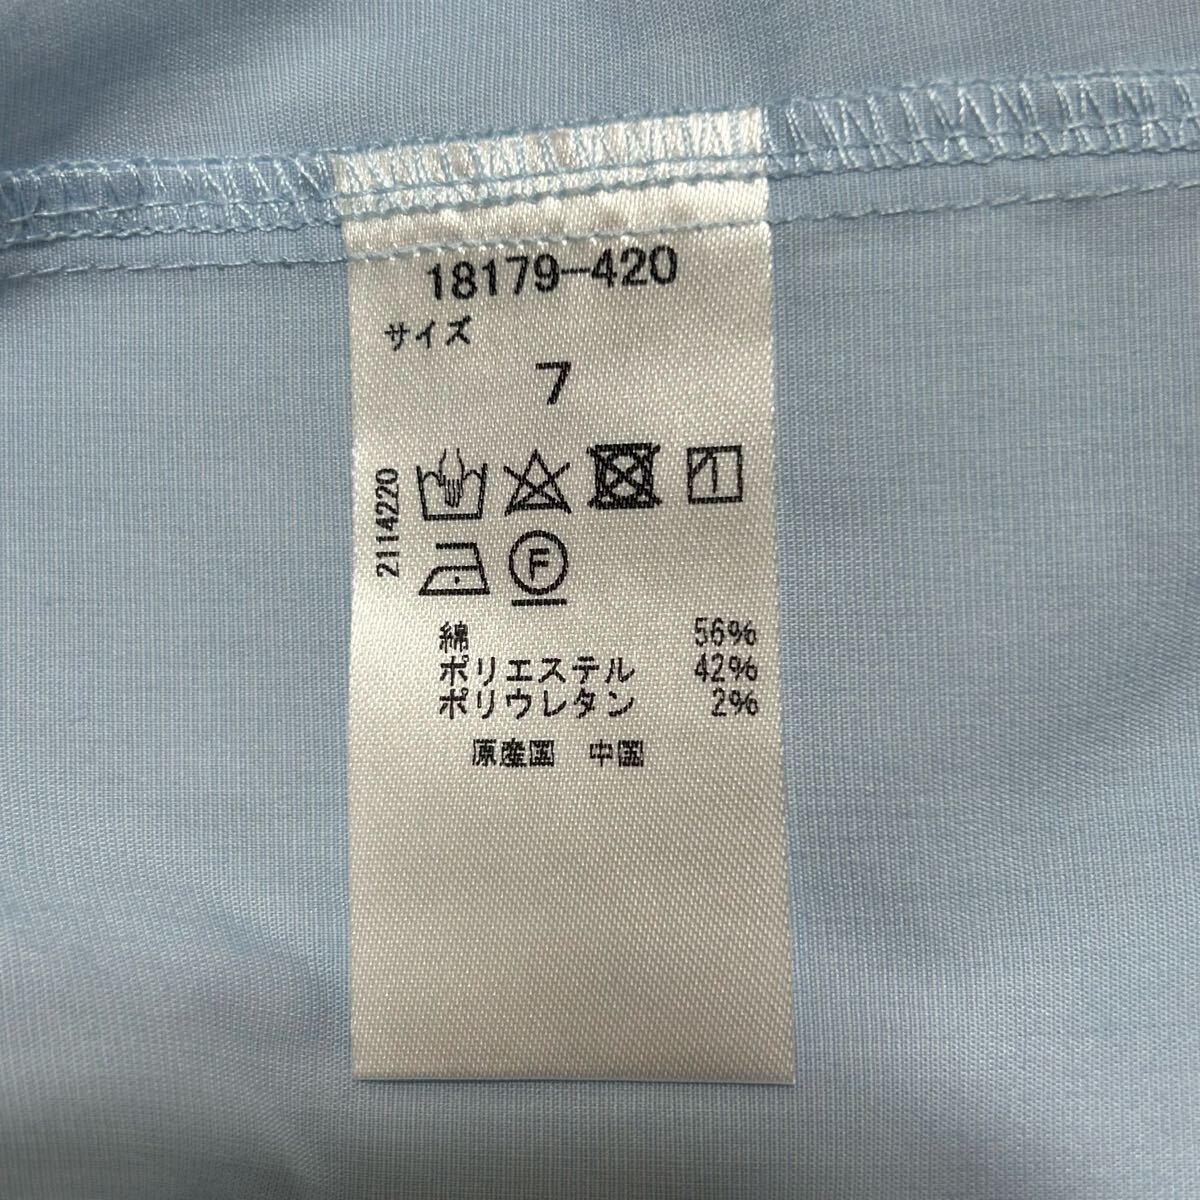 18179-420
サイズ
7
2114220
F
綿 56%
ポリエステル 42%
ポリウレタン 2%
原産国 中国